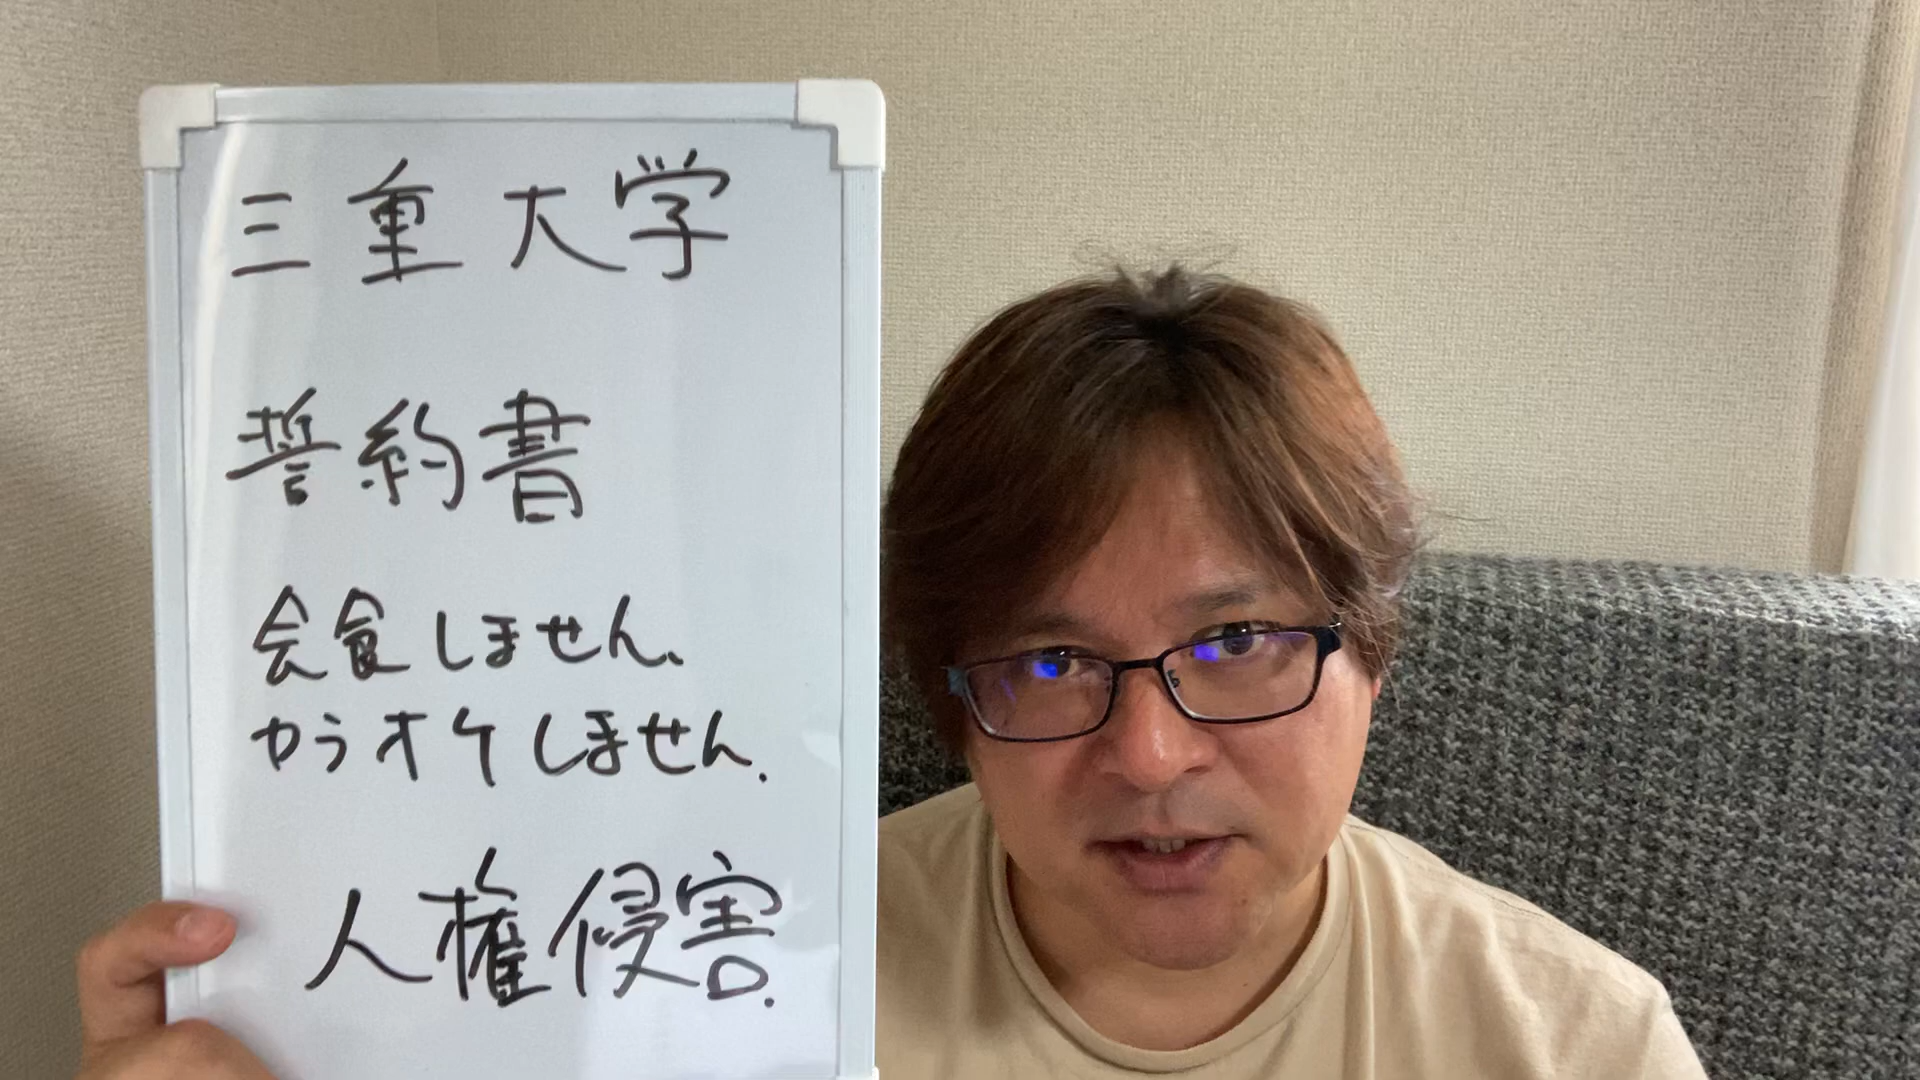 三重大学
誓約書
会食しません、
カラオケしません.
人権侵害.